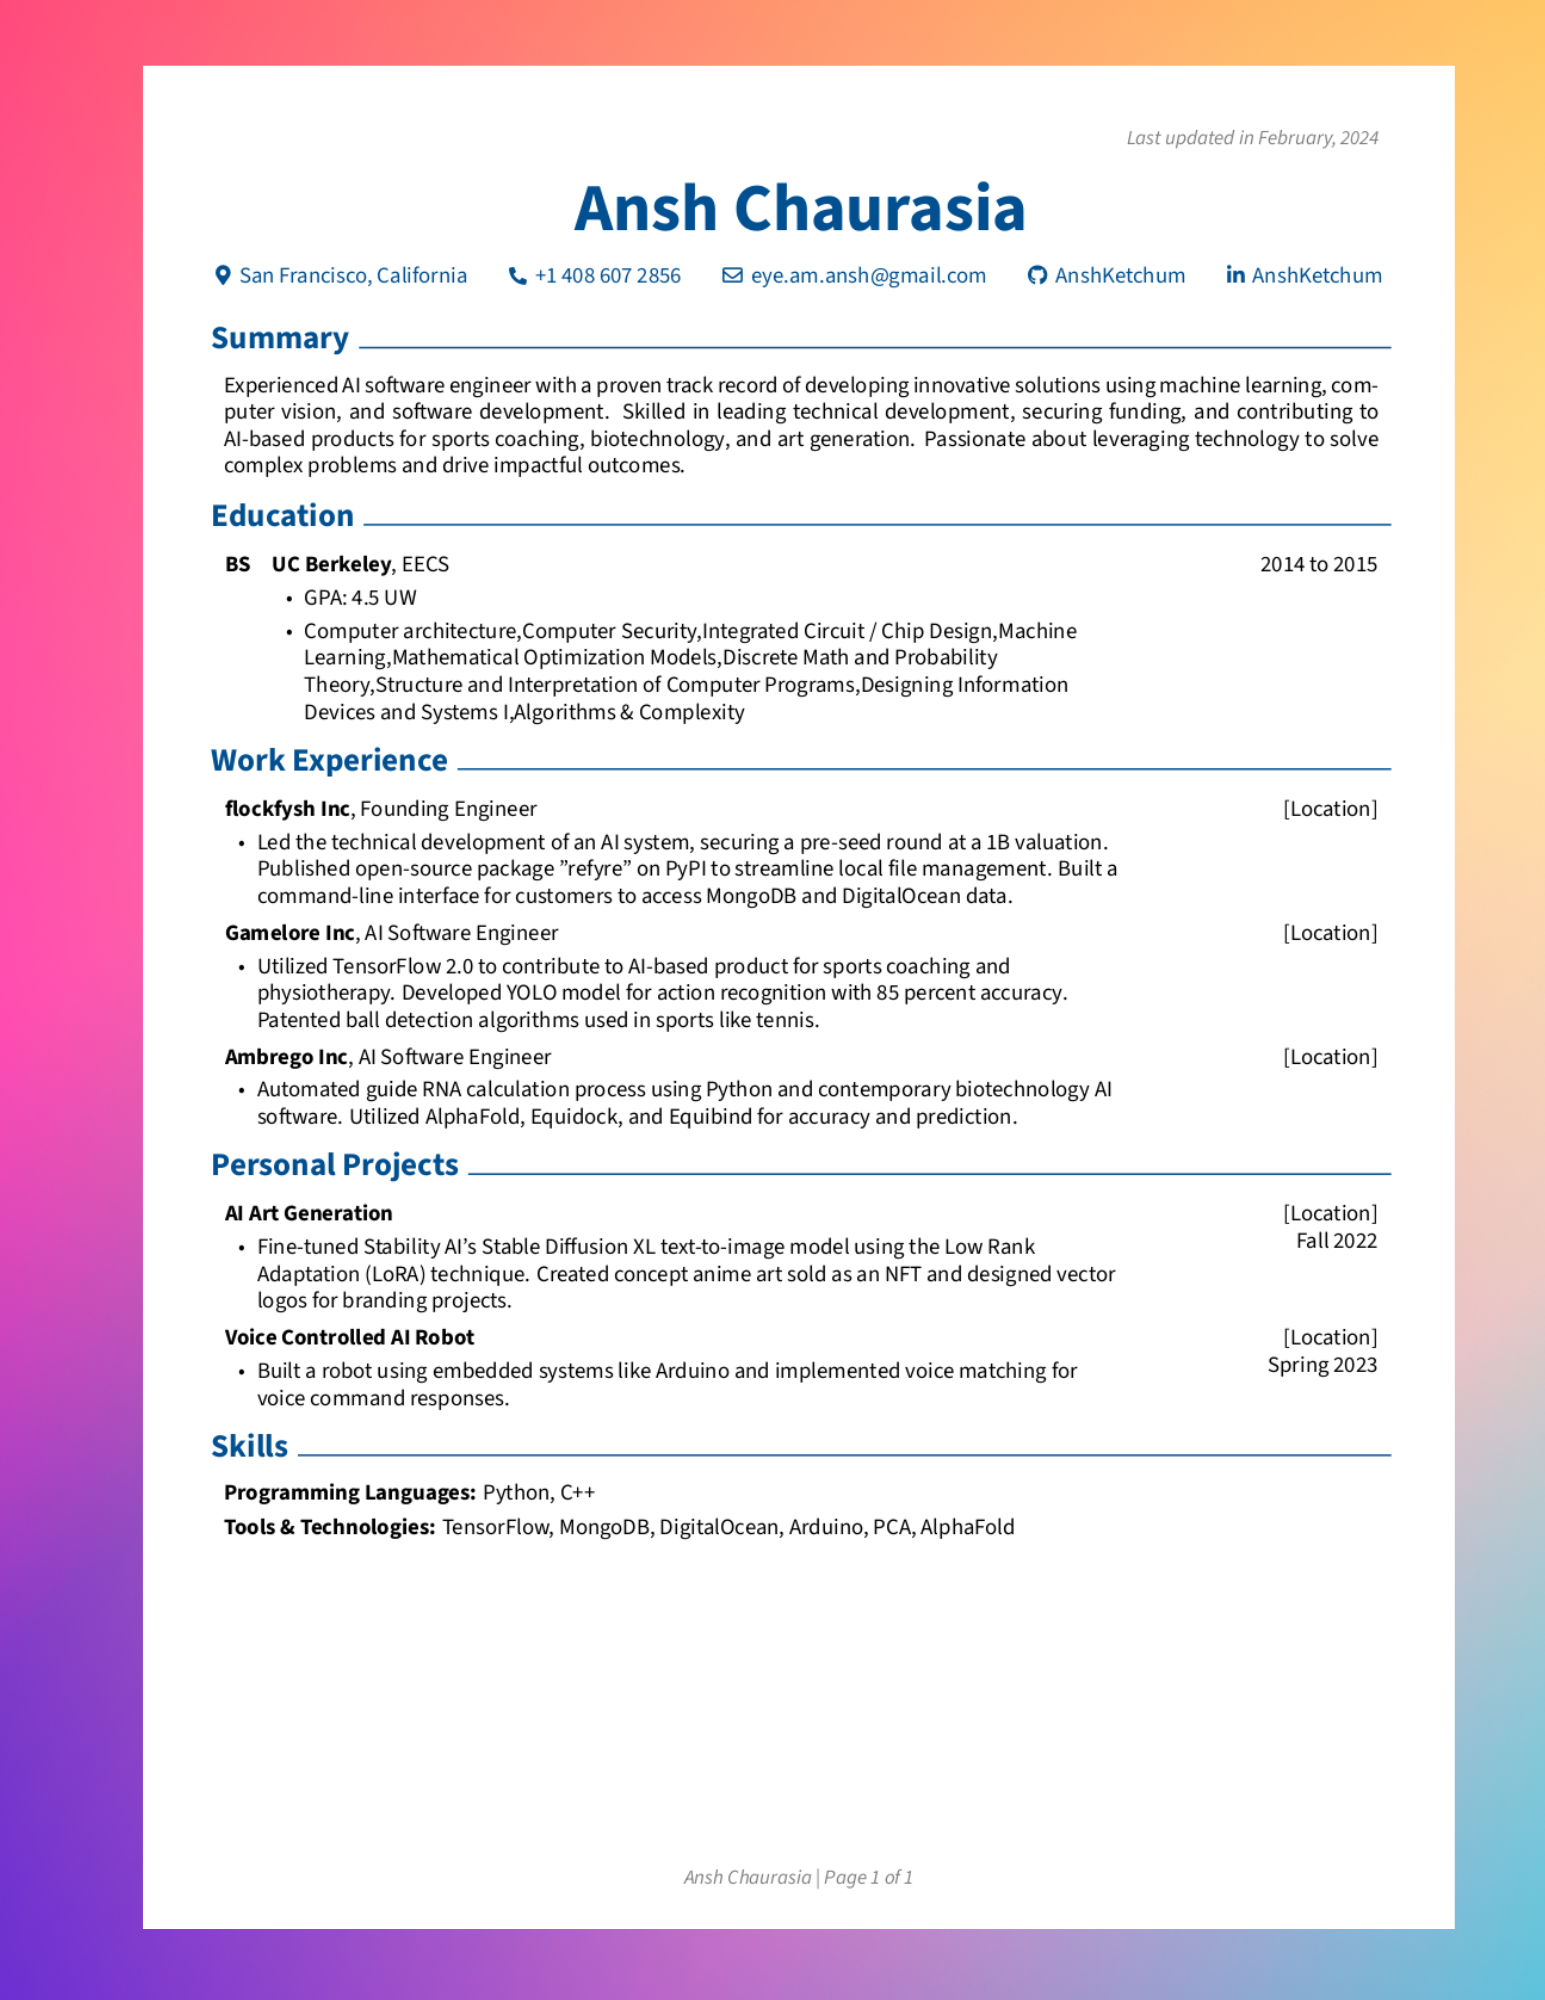 Last updated in February, 2024
Ansh Chaurasia
San Francisco, California +1 408 607 2856 eye.am.ansh@gmail.com AnshKetchum AnshKetchum
Summary
Experienced AI software engineer with a proven track record of developing innovative solutions using machine learning, com-
puter vision, and software development. Skilled in leading technical development, securing funding, and contributing to
AI-based products for sports coaching, biotechnology, and art generation. Passionate about leveraging technology to solve
complex problems and drive impactful outcomes.
Education
BS UC Berkeley, EECS 2014 to 2015
• GPA: 4.5 UW
• Computer architecture,Computer Security,Integrated Circuit / Chip Design,Machine
Learning,Mathematical Optimization Models,Discrete Math and Probability
Theory,Structure and Interpretation of Computer Programs,Designing Information
Devices and Systems I,Algorithms & Complexity
Work Experience
flockfysh Inc, Founding Engineer [Location]
• Led the technical development of an AI system, securing a pre-seed round at a 1B valuation.
Published open-source package ”refyre” on PyPI to streamline local file management. Built a
command-line interface for customers to access MongoDB and DigitalOcean data.
Gamelore Inc, AI Software Engineer [Location]
• Utilized TensorFlow 2.0 to contribute to AI-based product for sports coaching and
physiotherapy. Developed YOLO model for action recognition with 85 percent accuracy.
Patented ball detection algorithms used in sports like tennis.
Ambrego Inc, AI Software Engineer [Location]
• Automated guide RNA calculation process using Python and contemporary biotechnology AI
software. Utilized AlphaFold, Equidock, and Equibind for accuracy and prediction.
Personal Projects
AI Art Generation [Location]
• Fine-tuned Stability AI’s Stable Diffusion XL text-to-image model using the Low Rank Fall 2022
Adaptation (LoRA) technique. Created concept anime art sold as an NFT and designed vector
logos for branding projects.
Voice Controlled AI Robot [Location]
• Built a robot using embedded systems like Arduino and implemented voice matching for Spring 2023
voice command responses.
Skills
Programming Languages: Python, C++
Tools & Technologies: TensorFlow, MongoDB, DigitalOcean, Arduino, PCA, AlphaFold
Ansh Chaurasia | Page 1 of 1